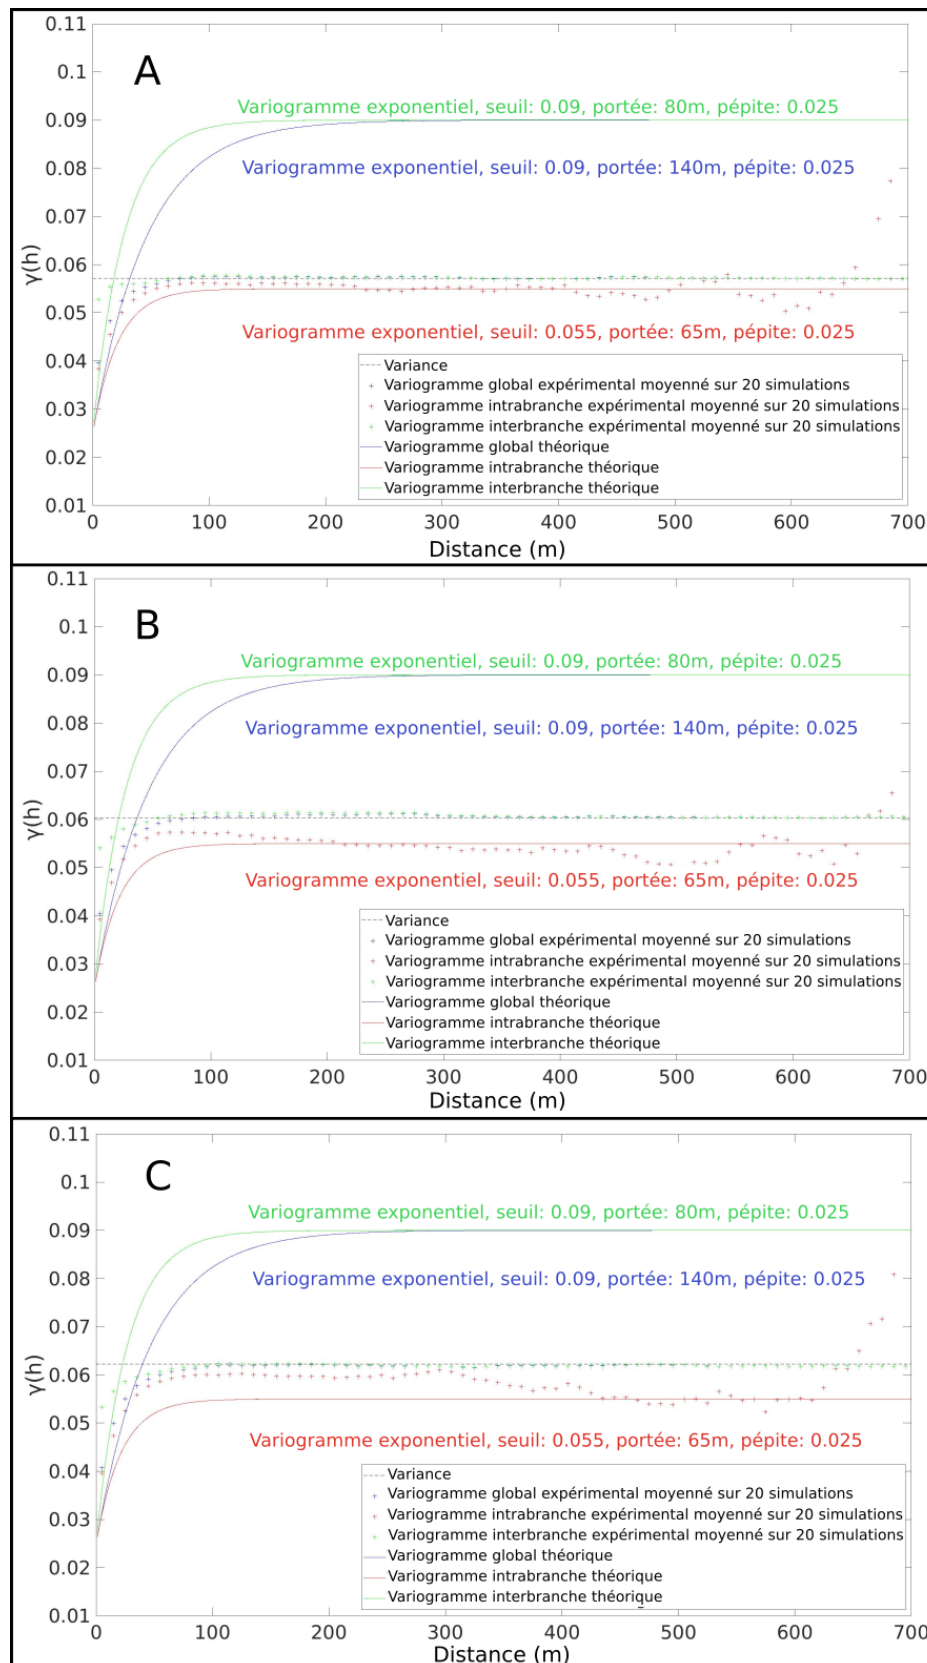 0.11
A
0.1
Variogramme exponentiel, seuil: 0.09, portée: 80m, pépite: 0.025
0.09
Variogramme exponentiel, seuil: 0.09, portée: 140m, pépite: 0.025
0.08
0.07
γ(h)
0.06
0.05
Variogramme exponentiel, seuil: 0.055, portée: 65m, pépite: 0.025
0.04
Variance
Variogramme global expérimental moyenné sur 20 simulations
Variogramme intrabranche expérimental moyenné sur 20 simulations
Variogramme interbranche expérimental moyenné sur 20 simulations
Variogramme global théorique
Variogramme intrabranche théorique
Variogramme interbranche théorique
0.03
0.02
0.01
0 100 200 300 400 500 600 700
Distance (m)
0.11
B
0.1
Variogramme exponentiel, seuil: 0.09, portée: 80m, pépite: 0.025
0.09
Variogramme exponentiel, seuil: 0.09, portée: 140m, pépite: 0.025
0.08
0.07
γ(h)
0.06
0.05
Variogramme exponentiel, seuil: 0.055, portée: 65m, pépite: 0.025
0.04
Variance
Variogramme global expérimental moyenné sur 20 simulations
Variogramme intrabranche expérimental moyenné sur 20 simulations
Variogramme interbranche expérimental moyenné sur 20 simulations
Variogramme global théorique
Variogramme intrabranche théorique
Variogramme interbranche théorique
0.03
0.02
0.01
0 100 200 300 400 500 600 700
Distance (m)
0.11
C
0.1
Variogramme exponentiel, seuil: 0.09, portée: 80m, pépite: 0.025
0.09
Variogramme exponentiel, seuil: 0.09, portée: 140m, pépite: 0.025
0.08
0.07
γ(h)
0.06
0.05
Variogramme exponentiel, seuil: 0.055, portée: 65m, pépite: 0.025
0.04
Variance
Variogramme global expérimental moyenné sur 20 simulations
Variogramme intrabranche expérimental moyenné sur 20 simulations
Variogramme interbranche expérimental moyenné sur 20 simulations
Variogramme global théorique
Variogramme intrabranche théorique
Variogramme interbranche théorique
0.03
0.02
0.01
0 100 200 300 400 500 600 700
Distance (m)